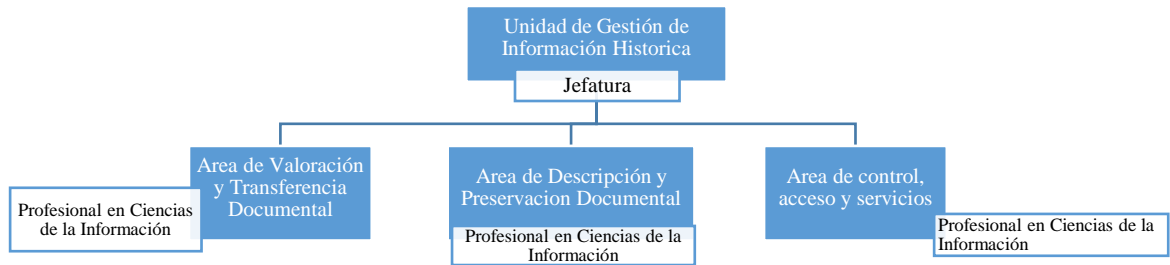 Unidad de Gestión de
Información Historica
Jefatura
Area de Valoración
y Transferencia
Documental
Profesional en Ciencias
de la Información
Area de Descripción y
Preservacion Documental
Profesional en Ciencias de la
Información
Area de control,
acceso y servicios
Profesional en Ciencias de la
Información